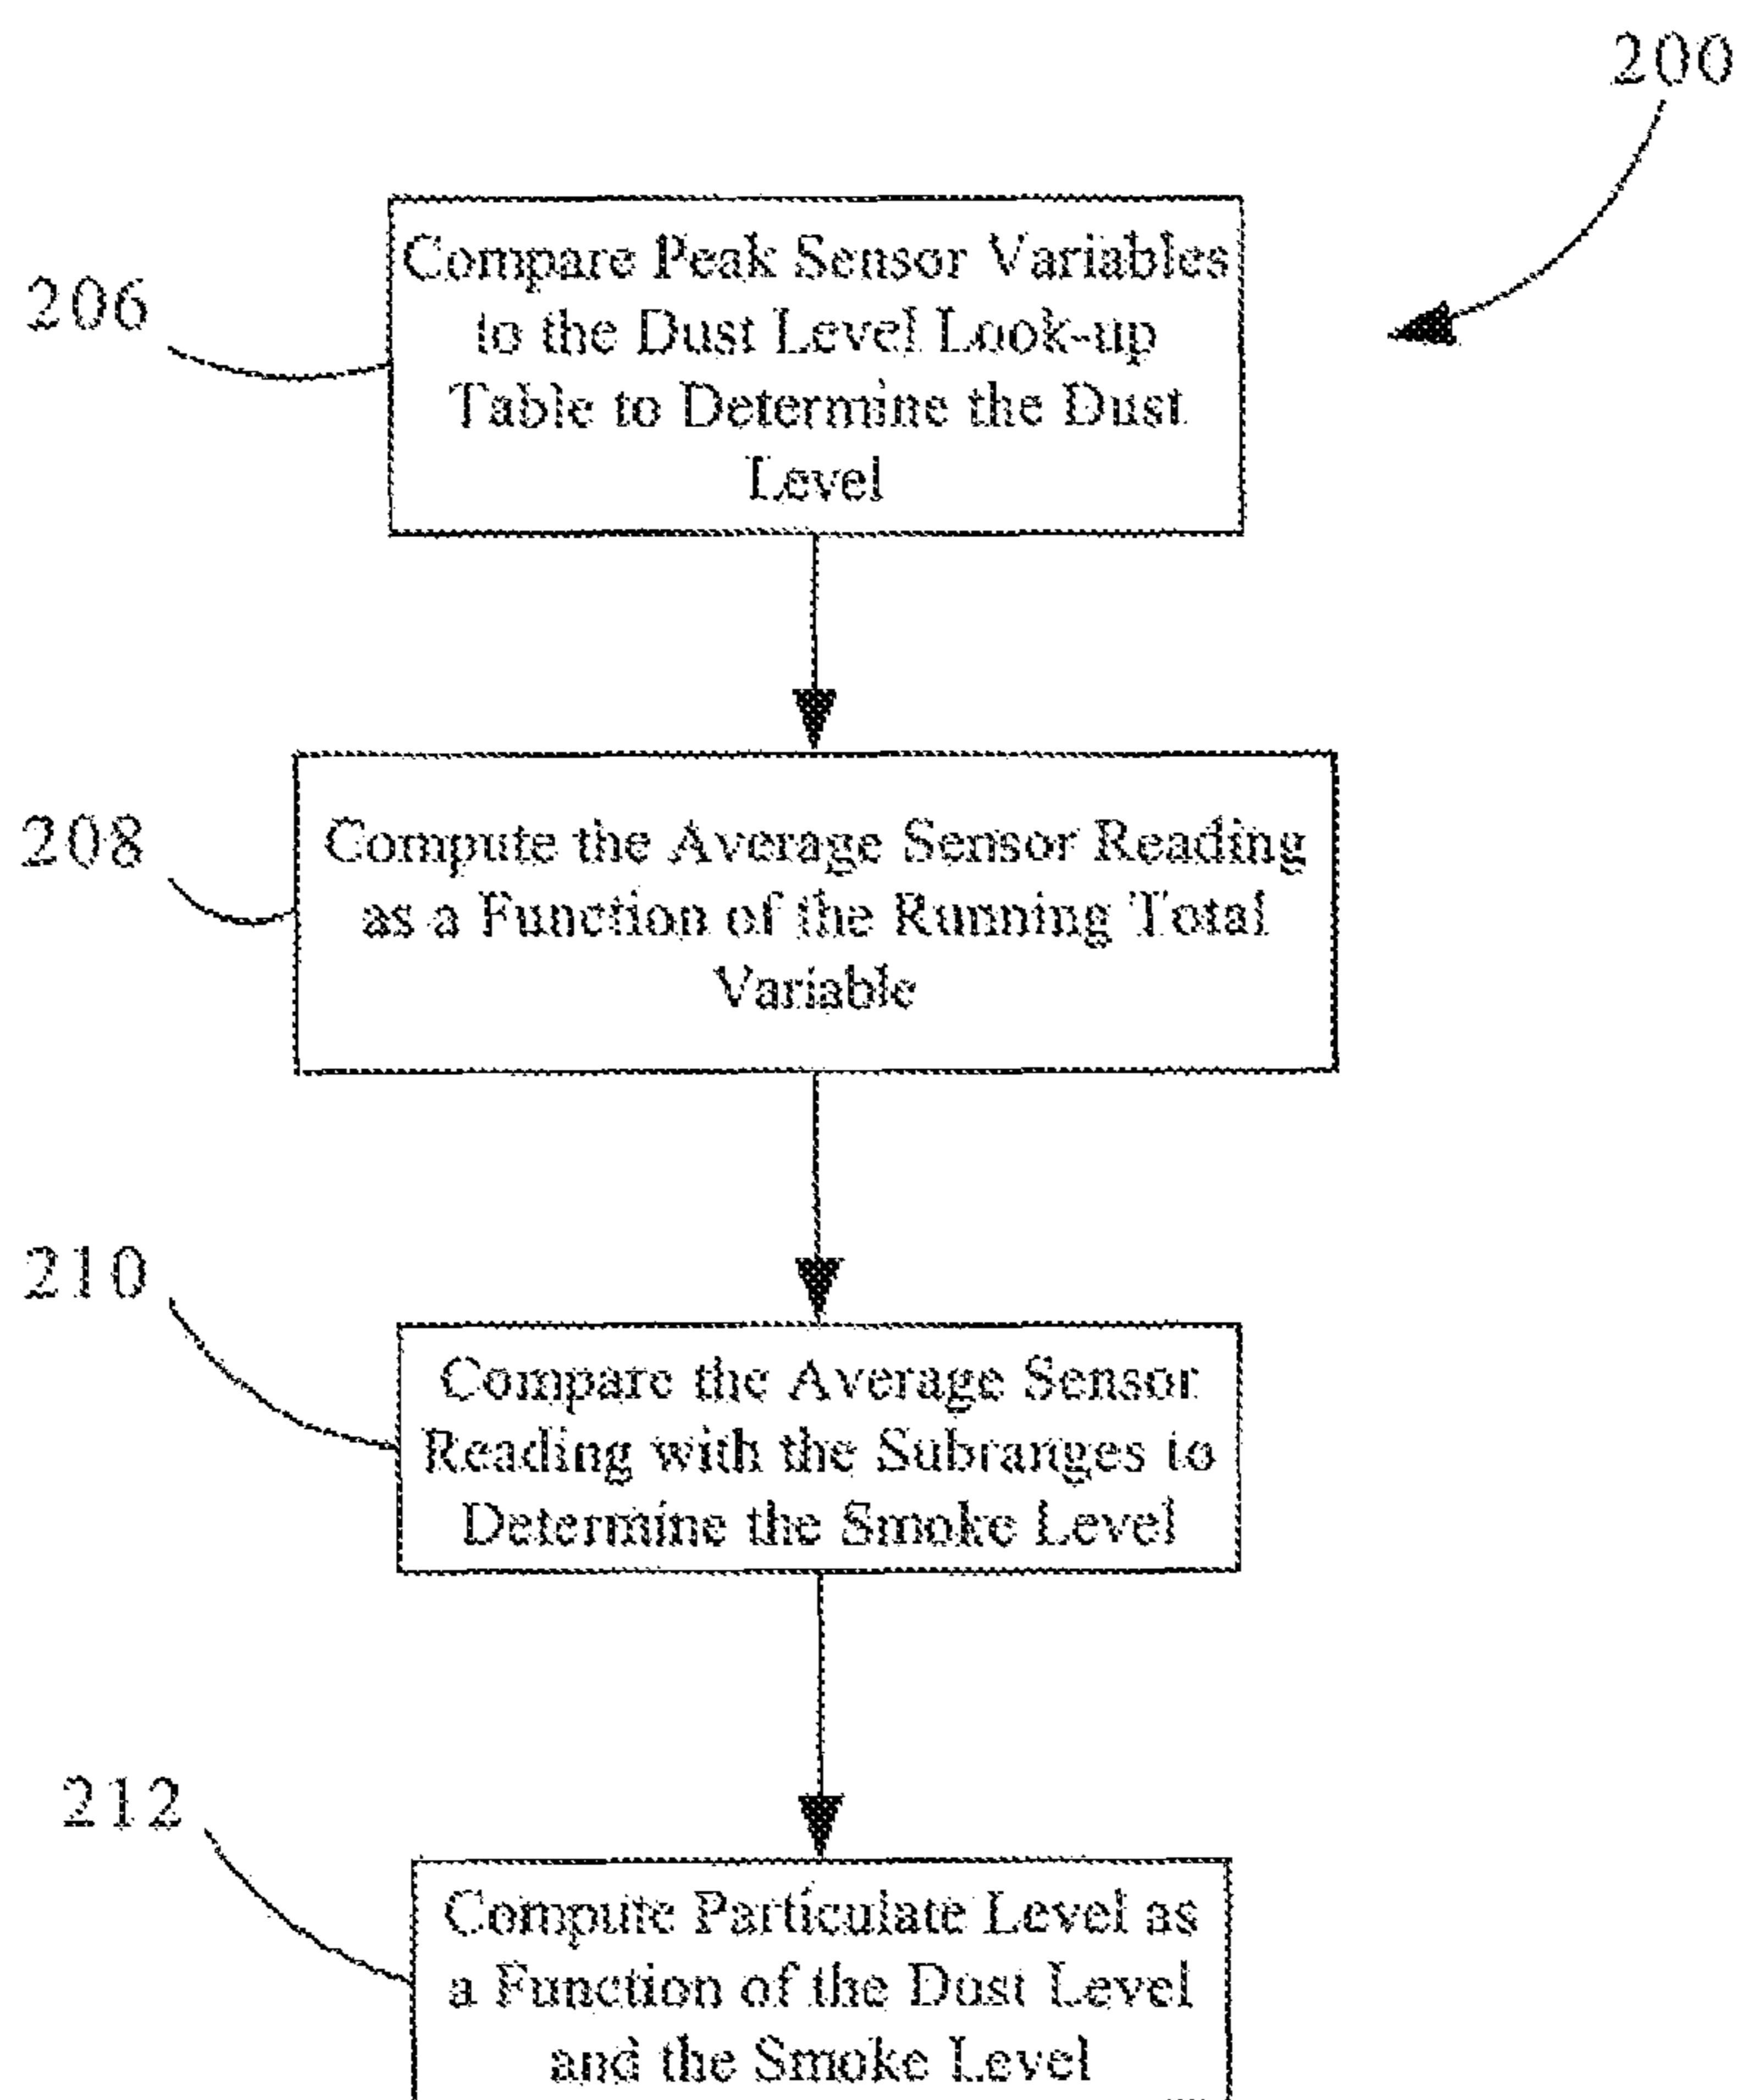 200
206
Compare Peak Sensor Variables
to the Dust Level Look-up
Table to Determine the Dust
Level
208
Compute the Average Sensor Reading
as a Function of the Running Total
Variable
210
Compare the Average Sensor
Reading with the Subranges to
Determine the Smoke Level
212
Compute Particulate Level as
a Function of the Dust Level
and the Smoke Level